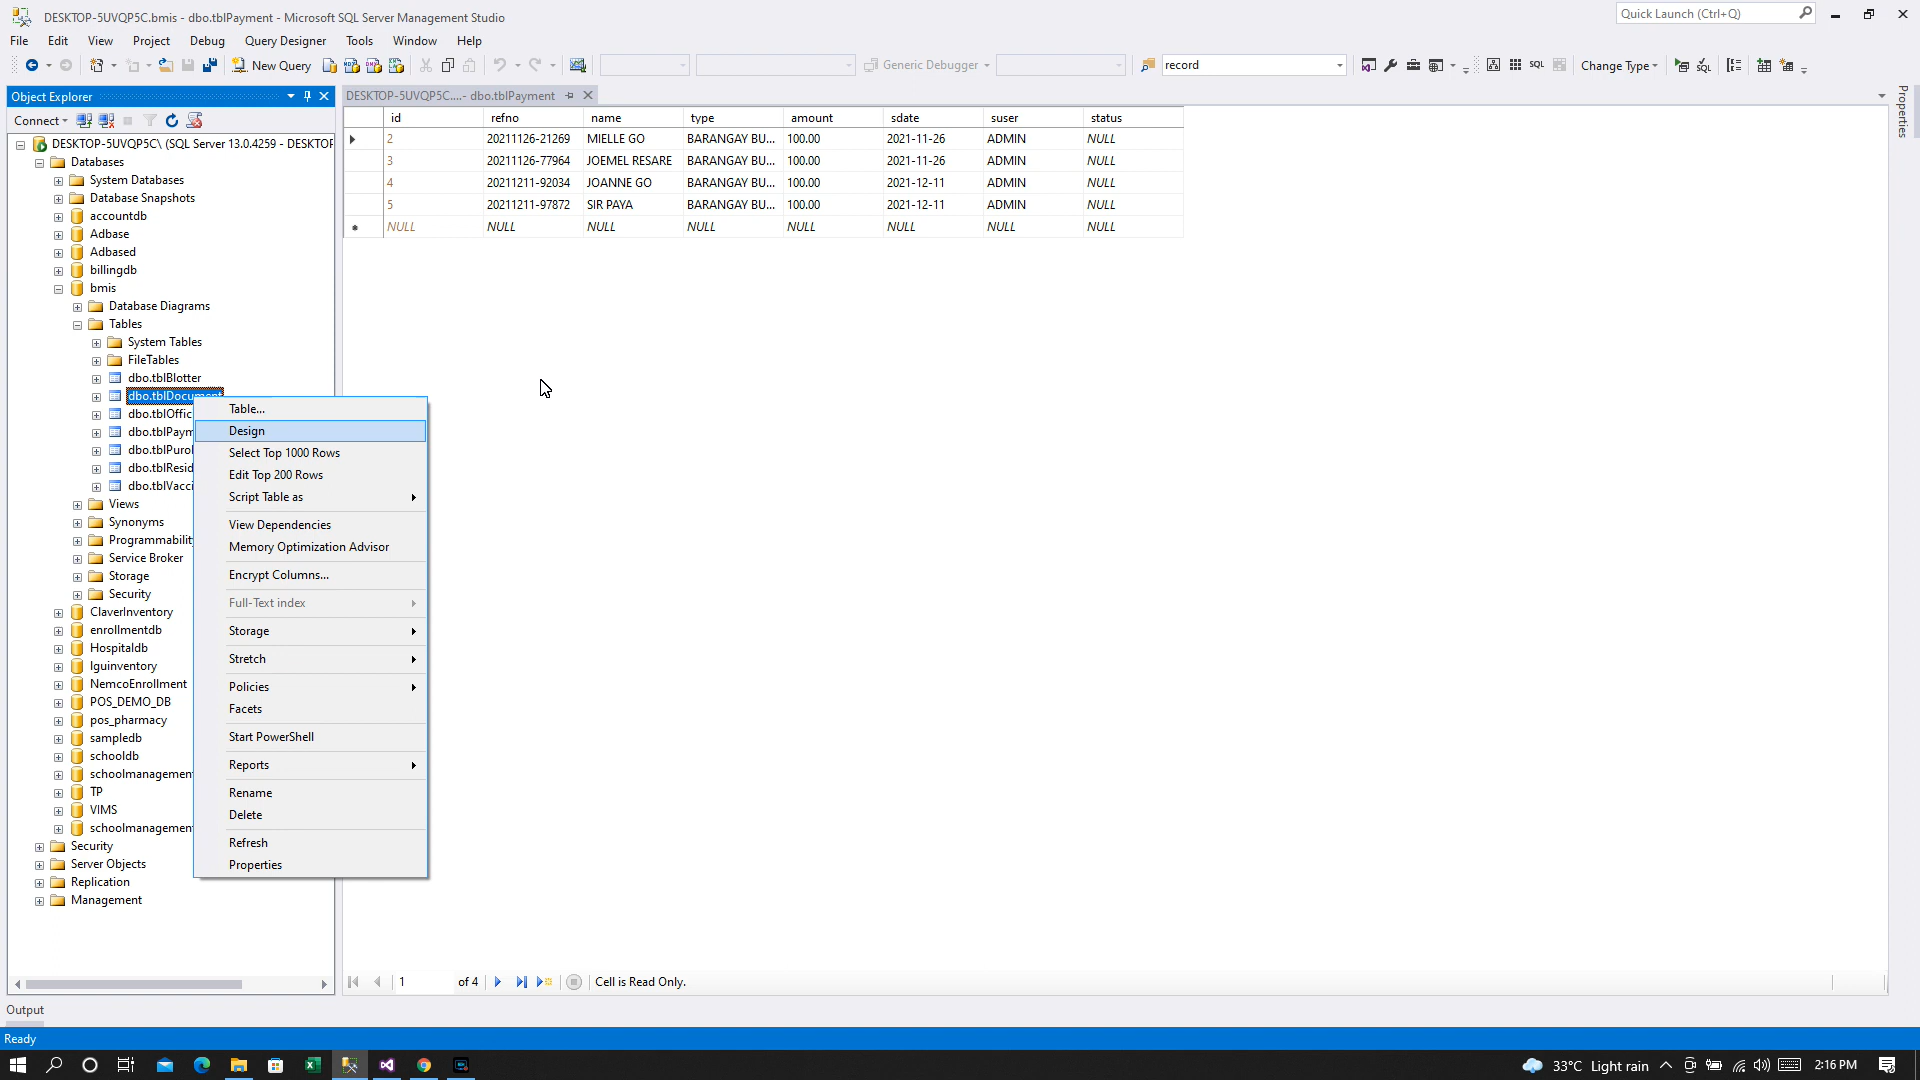 DESKTOP-5UVQP5C.bmis - dbo.tblPayment - Microsoft SQL Server Management Studio
Quick Launch (Ctrl+Q)
File Edit View Project Debug Query Designer Tools Window Help
New Query Generic Debugger record Change Type
Object Explorer
DESKTOP-5UVQP5C....- dbo.tblPayment
Properties
Connect
id refno name type amount sdate suser status
2 20211126-21269 MIELLE GO BARANGAY BU... 100.00 2021-11-26 ADMIN NULL
3 20211126-77964 JOEMEL RESARE BARANGAY BU... 100.00 2021-11-26 ADMIN NULL
4 20211211-92034 JOANNE GO BARANGAY BU... 100.00 2021-12-11 ADMIN NULL
5 20211211-97872 SIR PAYA BARANGAY BU... 100.00 2021-12-11 ADMIN NULL
NULL NULL NULL NULL NULL NULL NULL NULL
DESKTOP-5UVQP5C\ (SQL Server 13.0.4259 - DESKTOP
Databases
System Databases
Database Snapshots
accountdb
Adbase
Adbased
billingdb
bmis
Database Diagrams
Tables
System Tables
FileTables
dbo.tblBlotter
dbo.tblDocument
dbo.tblOffic
dbo.tblPaym
dbo.tblPuro
dbo.tblResid
dbo.tblVacci
Views
Synonyms
Programmability
Service Broker
Storage
Security
ClaverInventory
enrollmentdb
Hospitaldb
lguinventory
NemcoEnrollment
POS_DEMO_DB
pos_pharmacy
sampledb
schooldb
schoolmanagement
TP
VIMS
schoolmanagement
Security
Server Objects
Replication
Management
Table...
Design
Select Top 1000 Rows
Edit Top 200 Rows
Script Table as
View Dependencies
Memory Optimization Advisor
Encrypt Columns...
Full-Text index
Storage
Stretch
Policies
Facets
Start PowerShell
Reports
Rename
Delete
Refresh
Properties
1 of 4 Cell is Read Only.
Output
Ready
33°C Light rain 2:16 PM